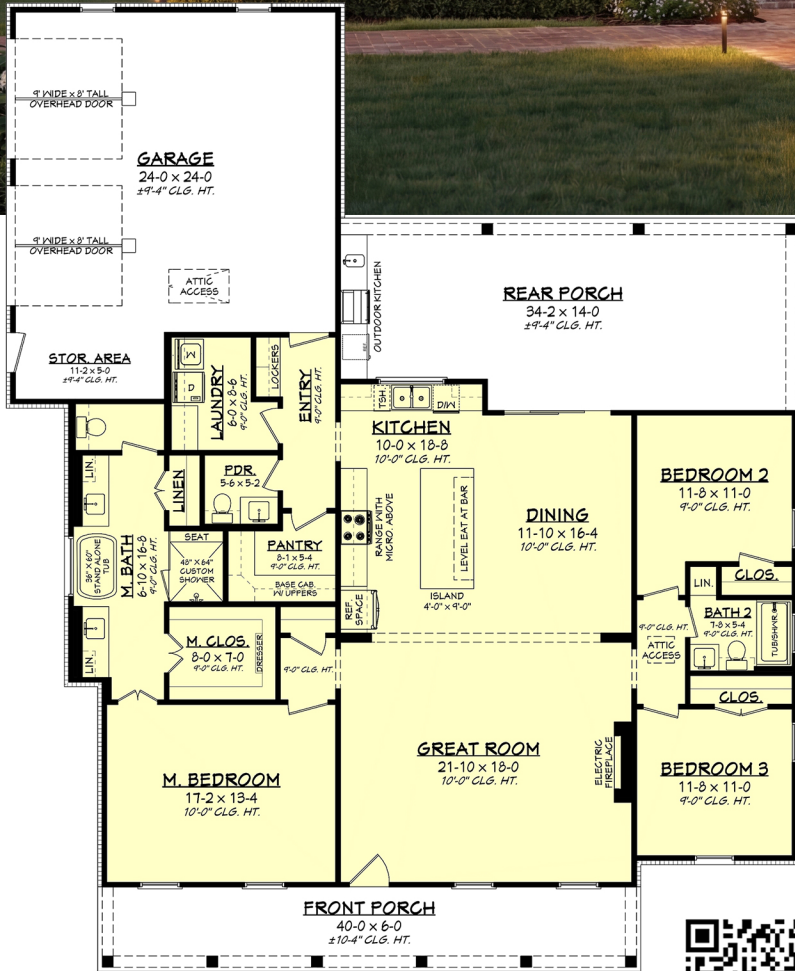 9' WIDE x 8' TALL
OVERHEAD DOOR
GARAGE
24-0 x 24-0
±9'-4" CLG. HT.
9' WIDE x 8' TALL
OVERHEAD DOOR
ATTIC
ACCESS
STOR. AREA
11-2 x 5-0
±9'-4" CLG. HT.
OUTDOOR KITCHEN
REF.
REAR PORCH
34-2 x 14-0
±9'-4" CLG. HT.
W
D
LAUNDRY
6-0 x 8-6
9'-0" CLG. HT.
LOCKERS
ENTRY
9'-0" CLG. HT.
TSH.
D/W
KITCHEN
10-0 x 18-8
10'-0" CLG. HT.
RANGE WITH
MICRO. ABOVE
LEVEL EAT AT BAR
ISLAND
4'-0" x 9'-0"
DINING
11-10 x 16-4
10'-0" CLG. HT.
BEDROOM 2
11-8 x 11-0
9'-0" CLG. HT.
LIN.
LINEN
PDR.
5-6 x 5-2
36" X 60"
STAND ALONE
TUB
M. BATH
6-10 x 16-8
9'-0" CLG. HT.
SEAT
48" X 64"
CUSTOM
SHOWER
PANTRY
8-1 x 5-4
9'-0" CLG. HT.
BASE CAB.
W/ UPPERS
REF.
SPACE
LIN.
M. CLOS.
8-0 x 7-0
9'-0" CLG. HT.
DRESSER
9'-0" CLG. HT.
LIN.
CLOS.
BATH 2
7-8 x 5-4
9'-0" CLG. HT.
TUB/SHWR.
9'-0" CLG. HT.
ATTIC
ACCESS
CLOS.
M. BEDROOM
17-2 x 13-4
10'-0" CLG. HT.
GREAT ROOM
21-10 x 18-0
10'-0" CLG. HT.
ELECTRIC
FIREPLACE
BEDROOM 3
11-8 x 11-0
9'-0" CLG. HT.
FRONT PORCH
40-0 x 6-0
±10'-4" CLG. HT.